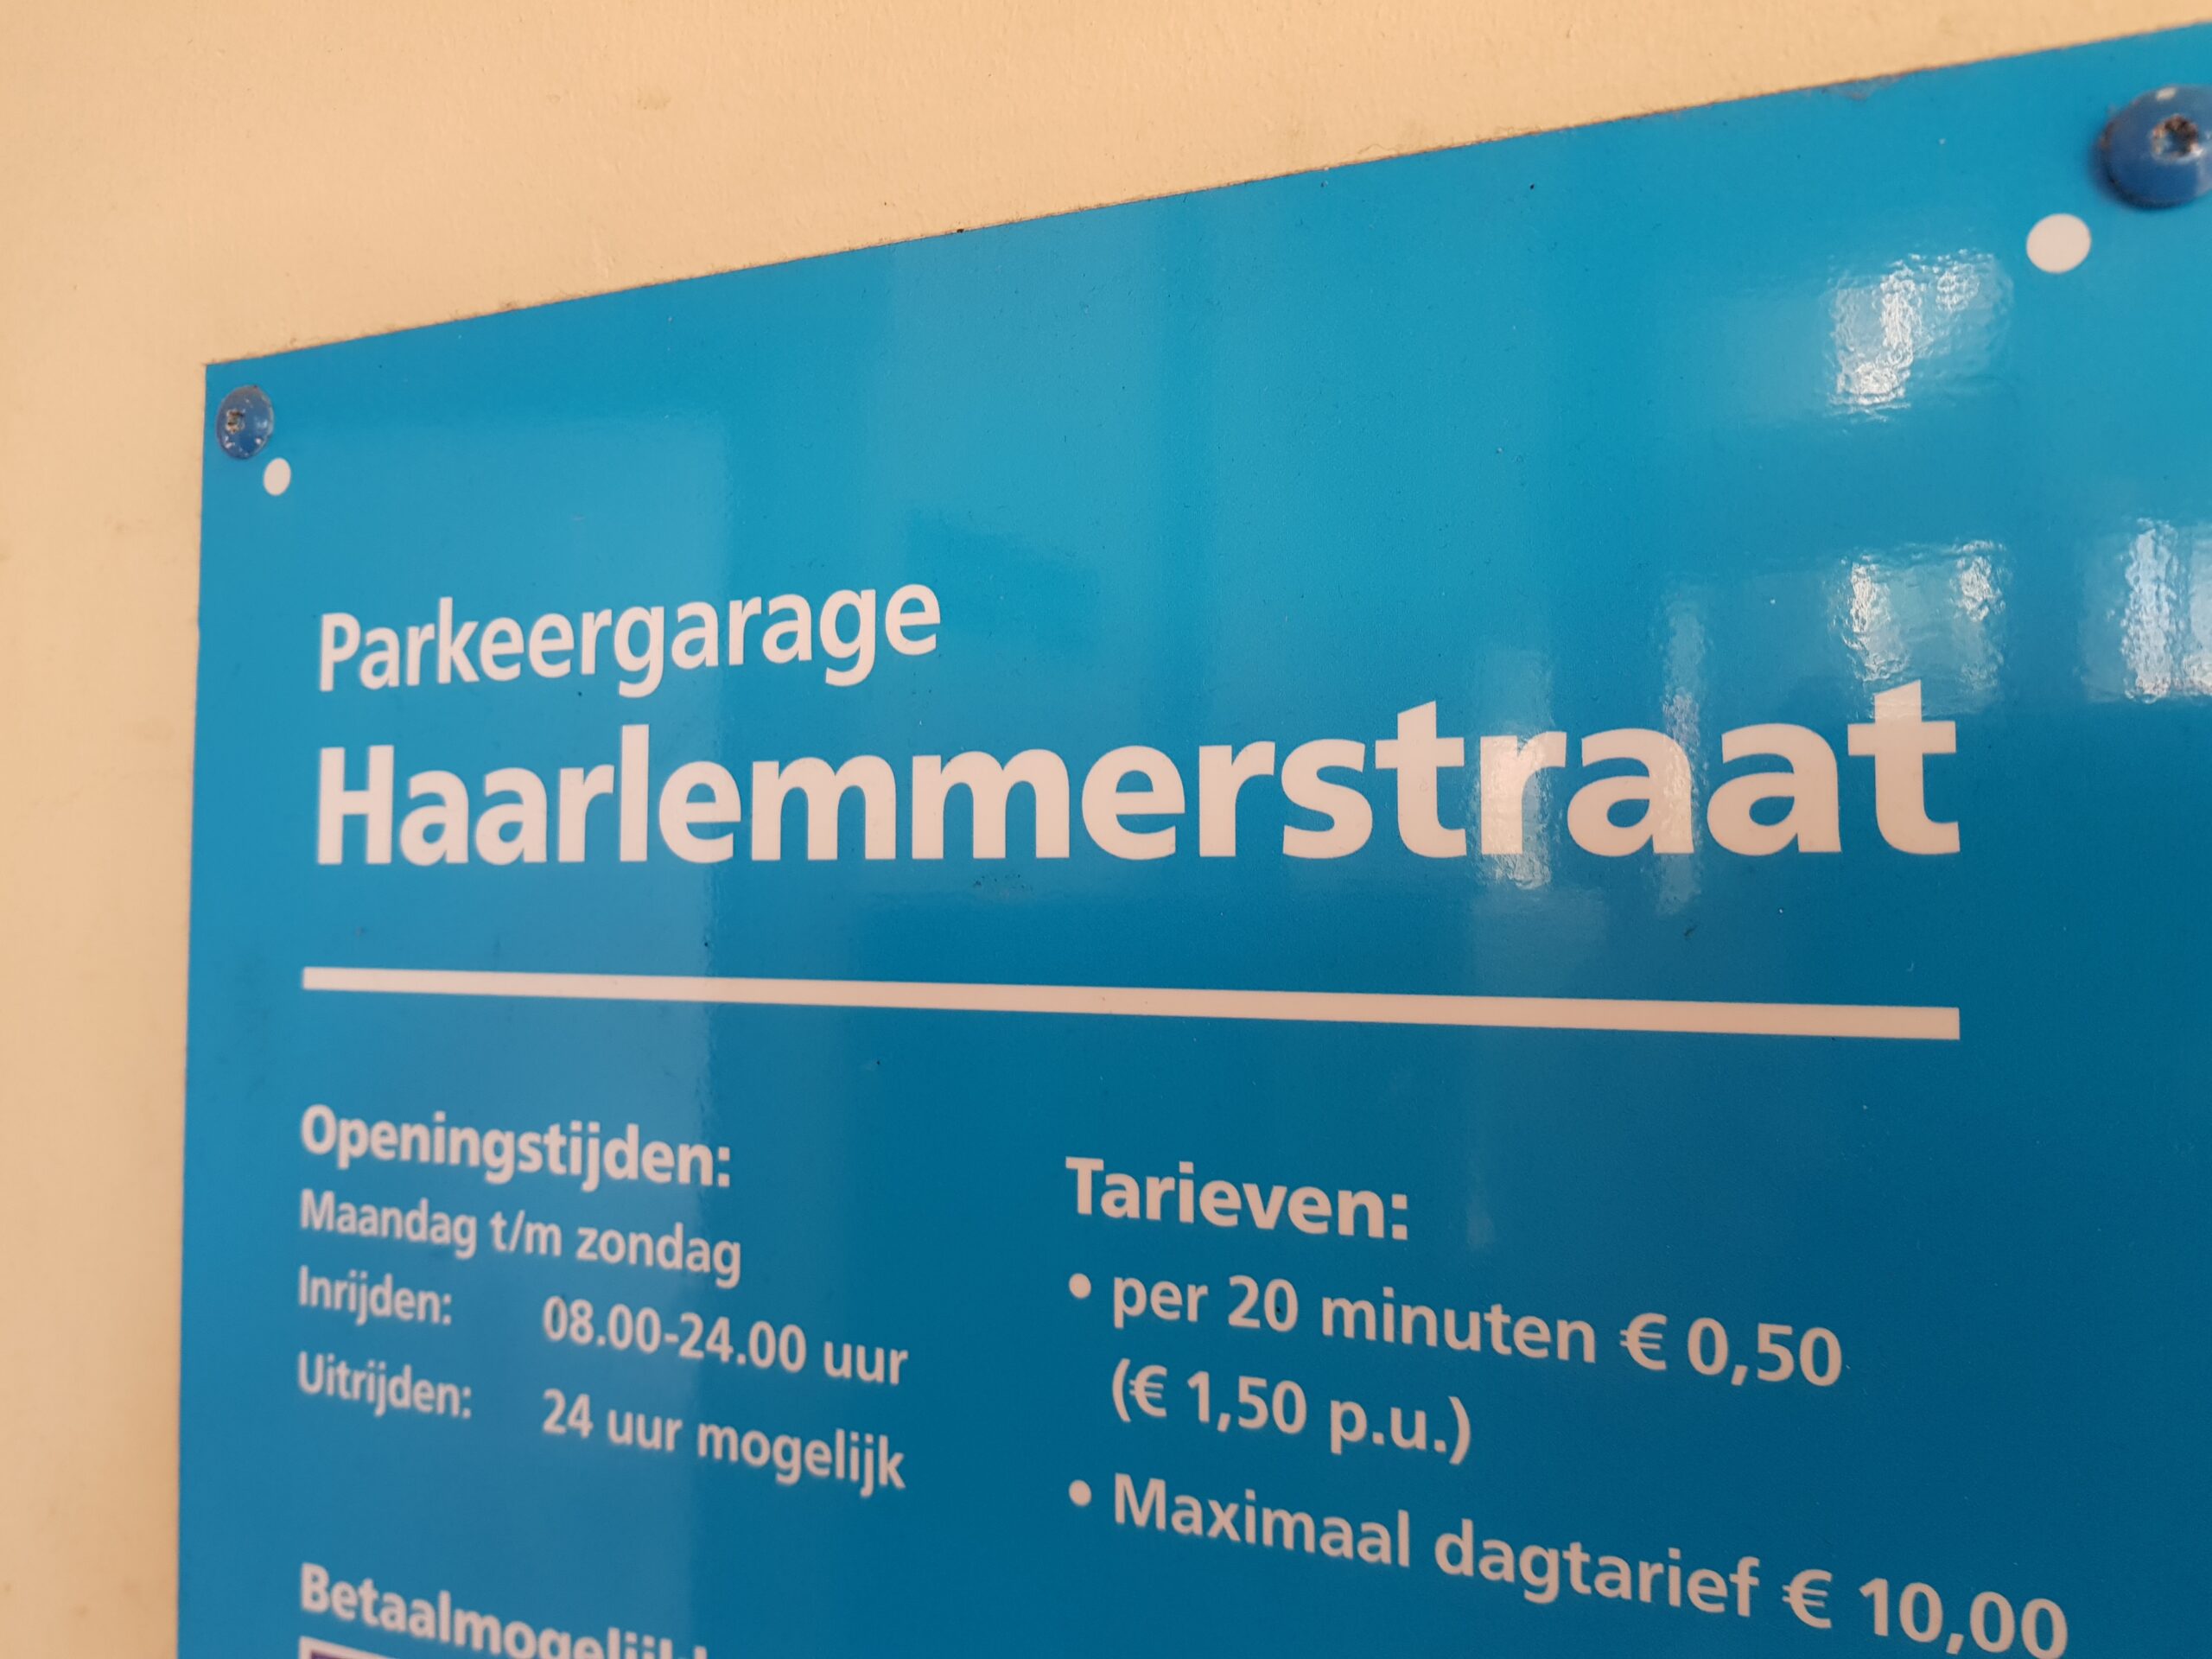 Parkeergarage
Haarlemmerstraat
Openingstijden:
Maandag t/m zondag
Inrijden: 08.00-24.00 uur
Uitrijden: 24 uur mogelijk
Tarieven:
• per 20 minuten € 0,50
(€ 1,50 p.u.)
• Maximaal dagtarief € 10,00